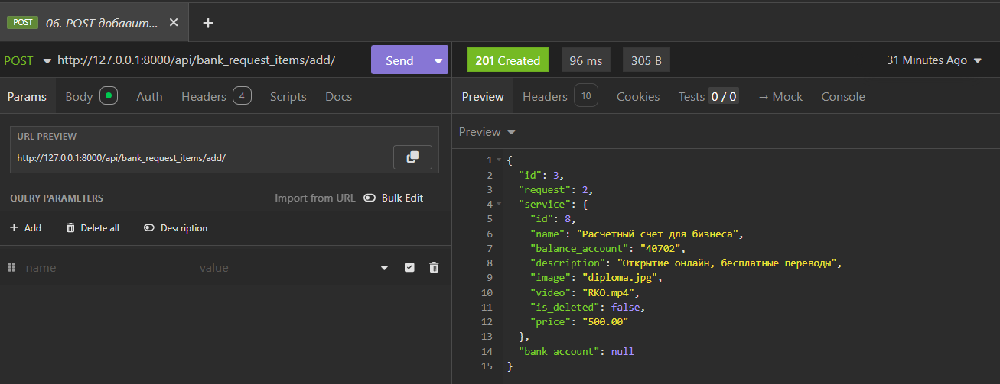 POST 06. POST добавит...
POST http://127.0.0.1:8000/api/bank_request_items/add/ Send
201 Created 96 ms 305 B 31 Minutes Ago
Params Body Auth Headers 4 Scripts Docs
Preview Headers 10 Cookies Tests 0 / 0 → Mock Console
URL PREVIEW
http://127.0.0.1:8000/api/bank_request_items/add/
QUERY PARAMETERS Import from URL Bulk Edit
+ Add Delete all Description
name value
Preview
1 {
2 "id": 3,
3 "request": 2,
4 "service": {
5 "id": 8,
6 "name": "Расчетный счет для бизнеса",
7 "balance_account": "40702",
8 "description": "Открытие онлайн, бесплатные переводы",
9 "image": "diploma.jpg",
10 "video": "RKO.mp4",
11 "is_deleted": false,
12 "price": "500.00"
13 },
14 "bank_account": null
15 }